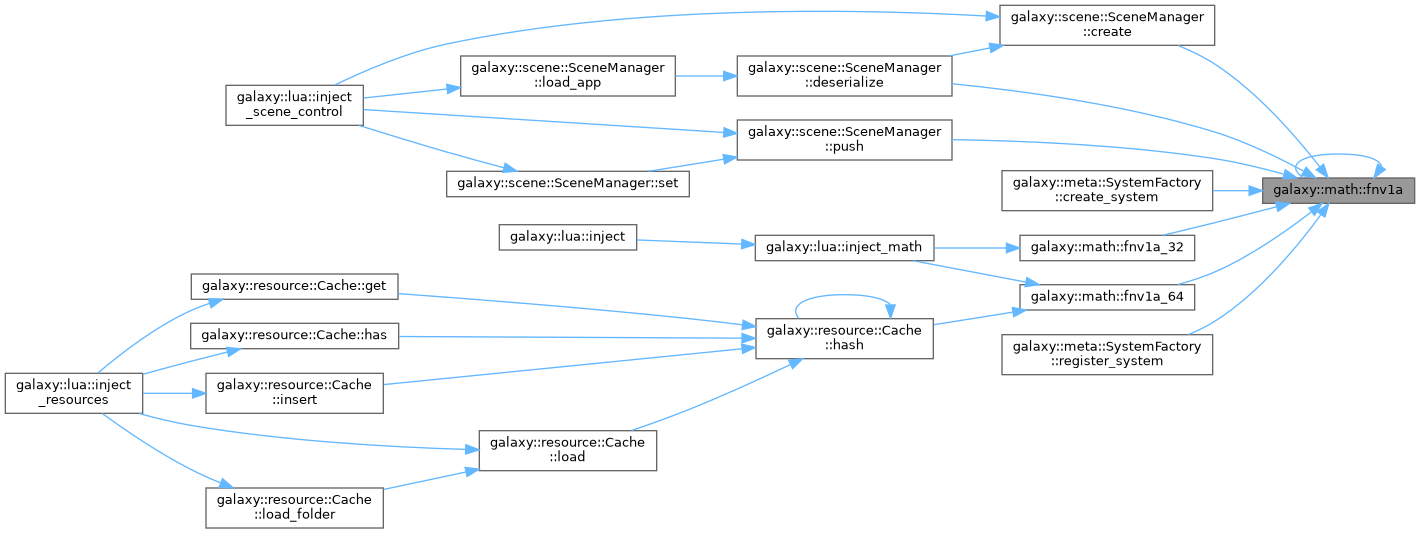 galaxy::scene::SceneManager
::create
galaxy::scene::SceneManager
::load_app
galaxy::scene::SceneManager
::deserialize
galaxy::lua::inject
_scene_control
galaxy::scene::SceneManager
::push
galaxy::scene::SceneManager::set
galaxy::meta::SystemFactory
::create_system
galaxy::math::fnv1a
galaxy::lua::inject
galaxy::lua::inject_math
galaxy::math::fnv1a_32
galaxy::resource::Cache::get
galaxy::math::fnv1a_64
galaxy::resource::Cache::has
galaxy::resource::Cache
::hash
galaxy::meta::SystemFactory
::register_system
galaxy::lua::inject
_resources
galaxy::resource::Cache
::insert
galaxy::resource::Cache
::load
galaxy::resource::Cache
::load_folder